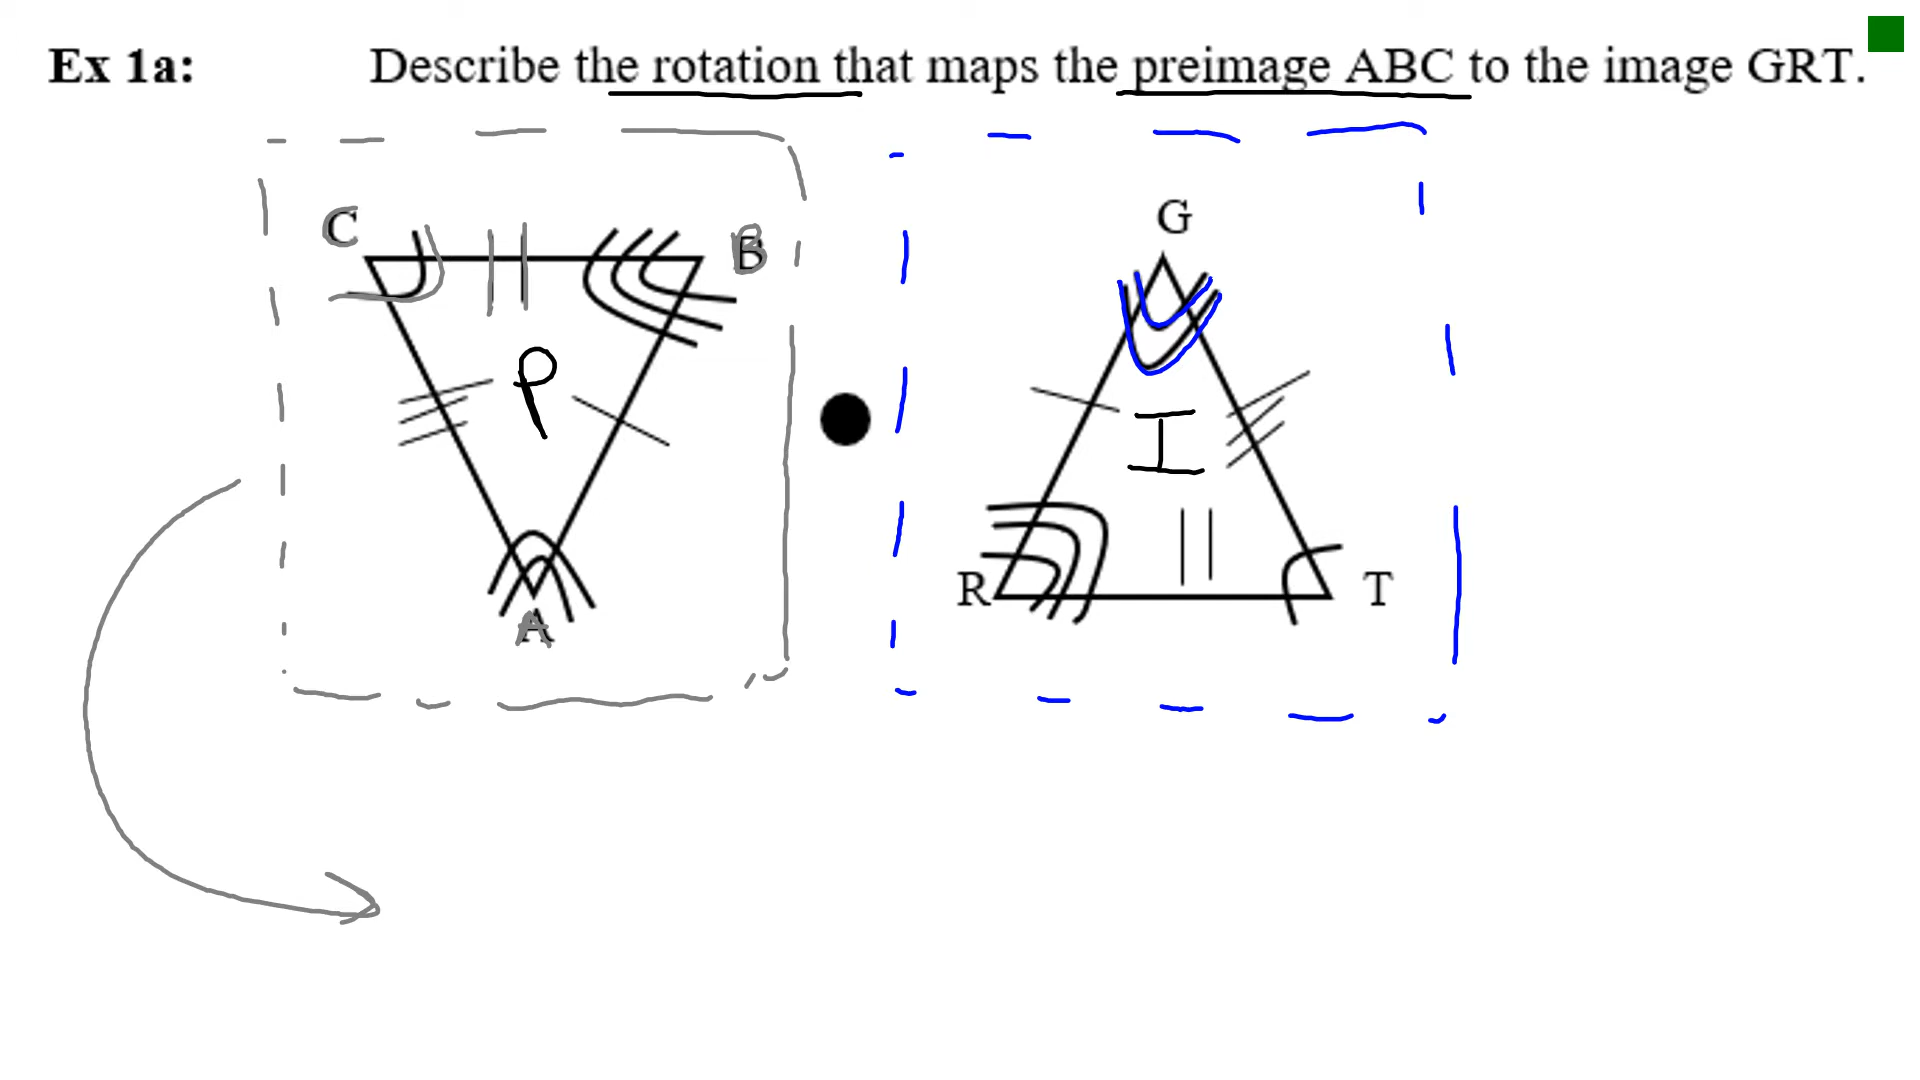 Ex 1a: Describe the rotation that maps the preimage ABC to the image GRT.
C B
P
A
G
I
R T